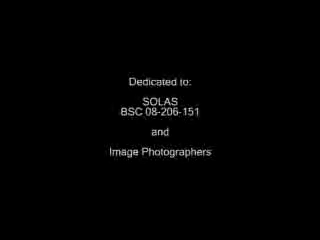 Dedicated to:
SOLAS
BSC 08-206-151
and
Image Photographers